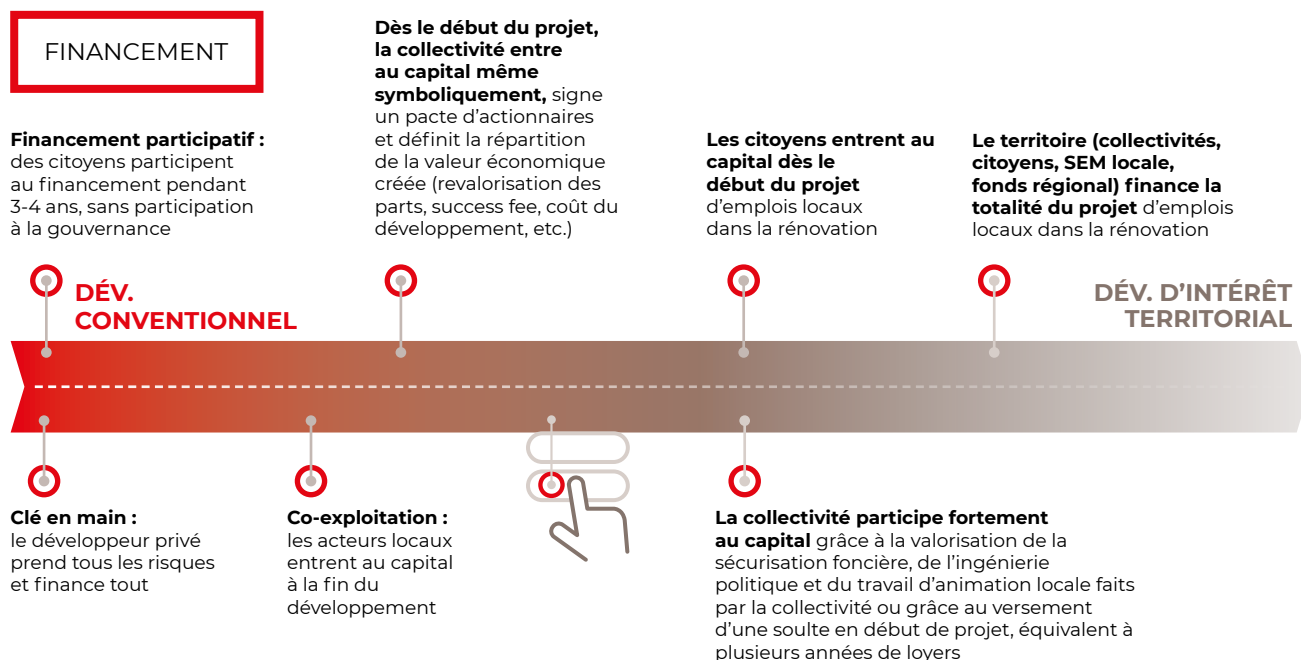 FINANCEMENT
Financement participatif :
des citoyens participent
au financement pendant
3-4 ans, sans participation
à la gouvernance
Dès le début du projet,
la collectivité entre
au capital même
symboliquement, signe
un pacte d’actionnaires
et définit la répartition
de la valeur économique
créée (revalorisation des
parts, success fee, coût du
développement, etc.)
Les citoyens entrent au
capital dès le
début du projet
d’emplois locaux
dans la rénovation
Le territoire (collectivités,
citoyens, SEM locale,
fonds régional) finance la
totalité du projet d’emplois
locaux dans la rénovation
DÉV.
CONVENTIONNEL
DÉV. D’INTÉRÊT
TERRITORIAL
Clé en main :
le développeur privé
prend tous les risques
et finance tout
Co-exploitation :
les acteurs locaux
entrent au capital
à la fin du
développement
La collectivité participe fortement
au capital grâce à la valorisation de la
sécurisation foncière, de l’ingénierie
politique et du travail d’animation locale faits
par la collectivité ou grâce au versement
d’une soulte en début de projet, équivalent à
plusieurs années de loyers